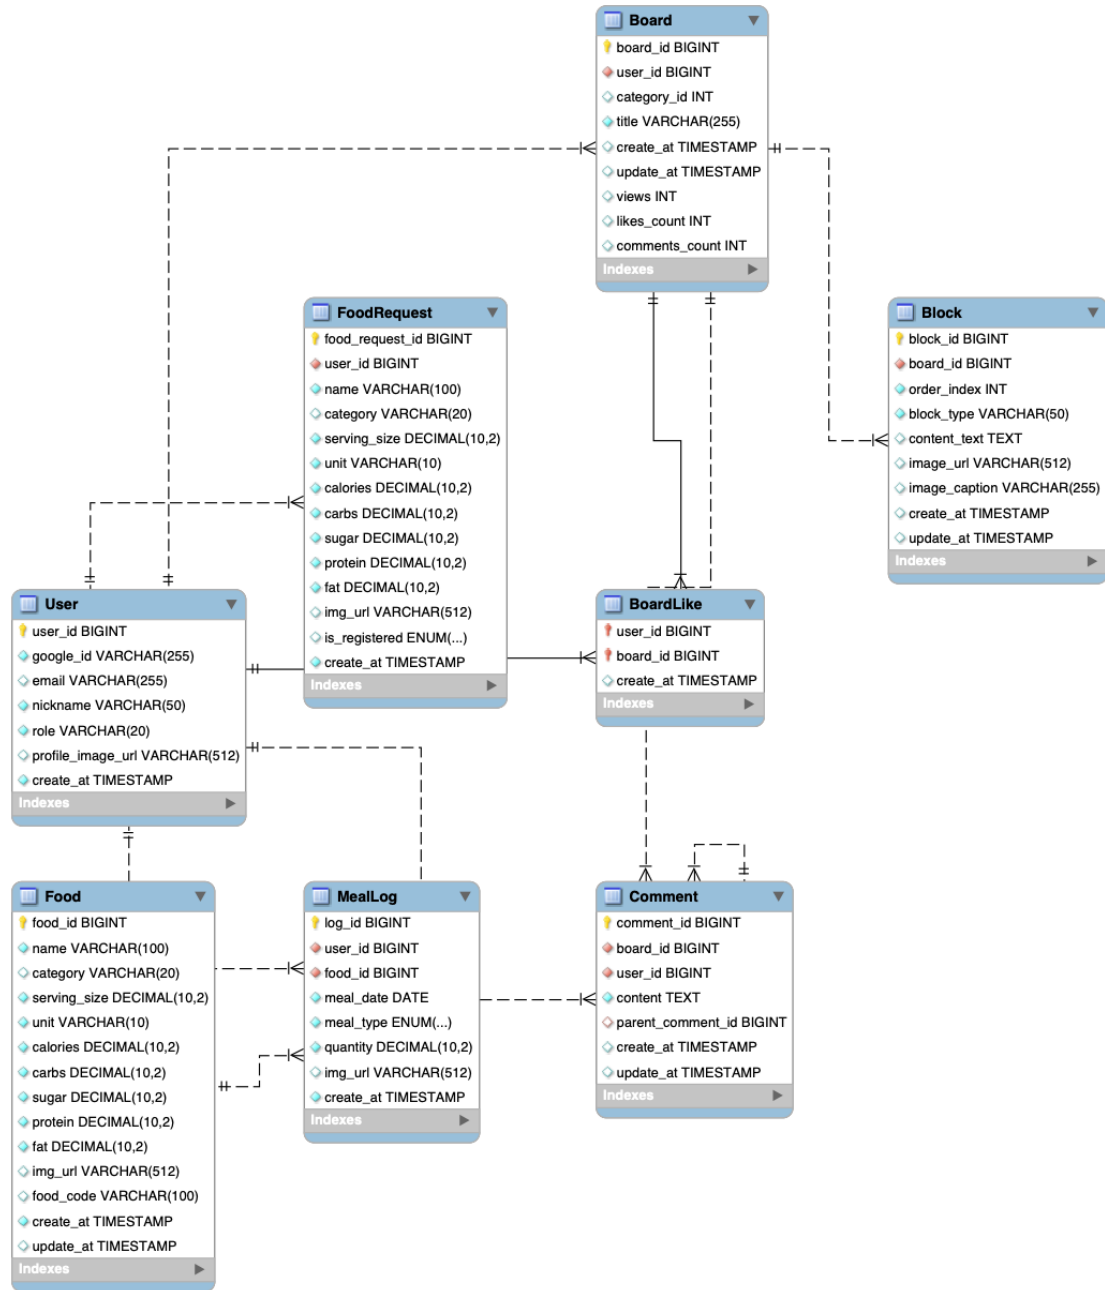 Board
board_id BIGINT
user_id BIGINT
category_id INT
title VARCHAR(255)
create_at TIMESTAMP
update_at TIMESTAMP
views INT
likes_count INT
comments_count INT
Indexes
FoodRequest
food_request_id BIGINT
user_id BIGINT
name VARCHAR(100)
category VARCHAR(20)
serving_size DECIMAL(10,2)
unit VARCHAR(10)
calories DECIMAL(10,2)
carbs DECIMAL(10,2)
sugar DECIMAL(10,2)
protein DECIMAL(10,2)
fat DECIMAL(10,2)
img_url VARCHAR(512)
is_registered ENUM(...)
create_at TIMESTAMP
Indexes
Block
block_id BIGINT
board_id BIGINT
order_index INT
block_type VARCHAR(50)
content_text TEXT
image_url VARCHAR(512)
image_caption VARCHAR(255)
create_at TIMESTAMP
update_at TIMESTAMP
Indexes
User
user_id BIGINT
google_id VARCHAR(255)
email VARCHAR(255)
nickname VARCHAR(50)
role VARCHAR(20)
profile_image_url VARCHAR(512)
create_at TIMESTAMP
Indexes
BoardLike
user_id BIGINT
board_id BIGINT
create_at TIMESTAMP
Indexes
Food
food_id BIGINT
name VARCHAR(100)
category VARCHAR(20)
serving_size DECIMAL(10,2)
unit VARCHAR(10)
calories DECIMAL(10,2)
carbs DECIMAL(10,2)
sugar DECIMAL(10,2)
protein DECIMAL(10,2)
fat DECIMAL(10,2)
img_url VARCHAR(512)
food_code VARCHAR(100)
create_at TIMESTAMP
update_at TIMESTAMP
Indexes
MealLog
log_id BIGINT
user_id BIGINT
food_id BIGINT
meal_date DATE
meal_type ENUM(...)
quantity DECIMAL(10,2)
img_url VARCHAR(512)
create_at TIMESTAMP
Indexes
Comment
comment_id BIGINT
board_id BIGINT
user_id BIGINT
content TEXT
parent_comment_id BIGINT
create_at TIMESTAMP
update_at TIMESTAMP
Indexes